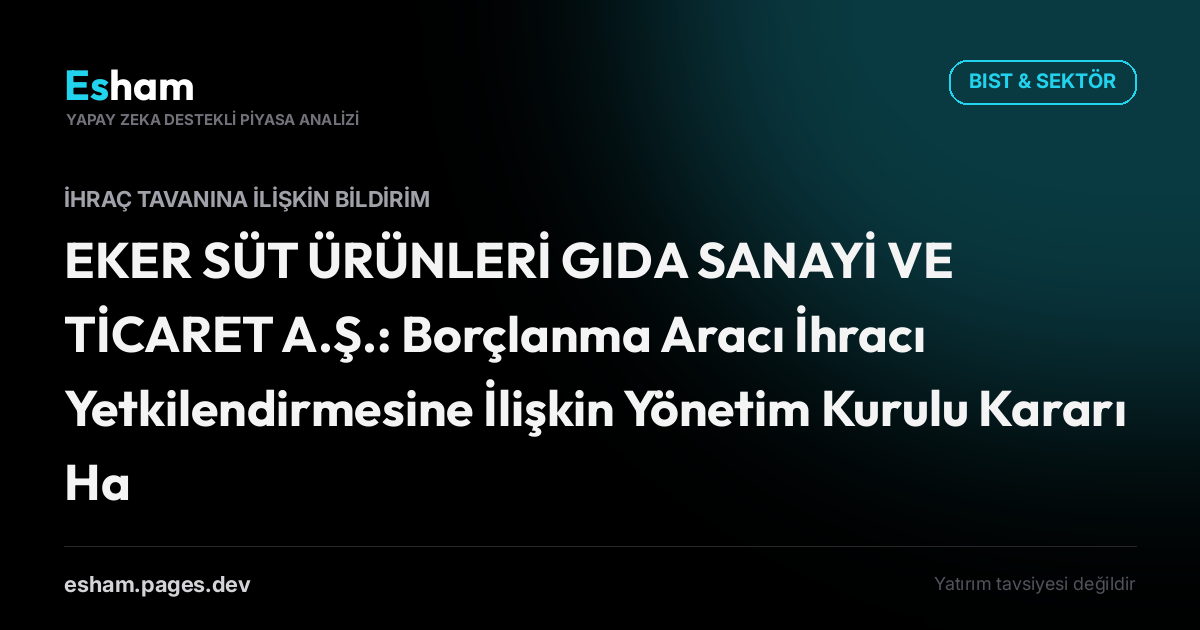 Esham
YAPAY ZEKA DESTEKLİ PİYASA ANALİZİ
BIST & SEKTÖR
İHRAÇ TAVANINA İLİŞKİN BİLDİRİM
EKER SÜT ÜRÜNLERİ GIDA SANAYİ VE
TİCARET A.Ş.: Borçlanma Aracı İhracı
Yetkilendirmesine İlişkin Yönetim Kurulu Kararı
Ha
esham.pages.dev
Yatırım tavsiyesi değildir